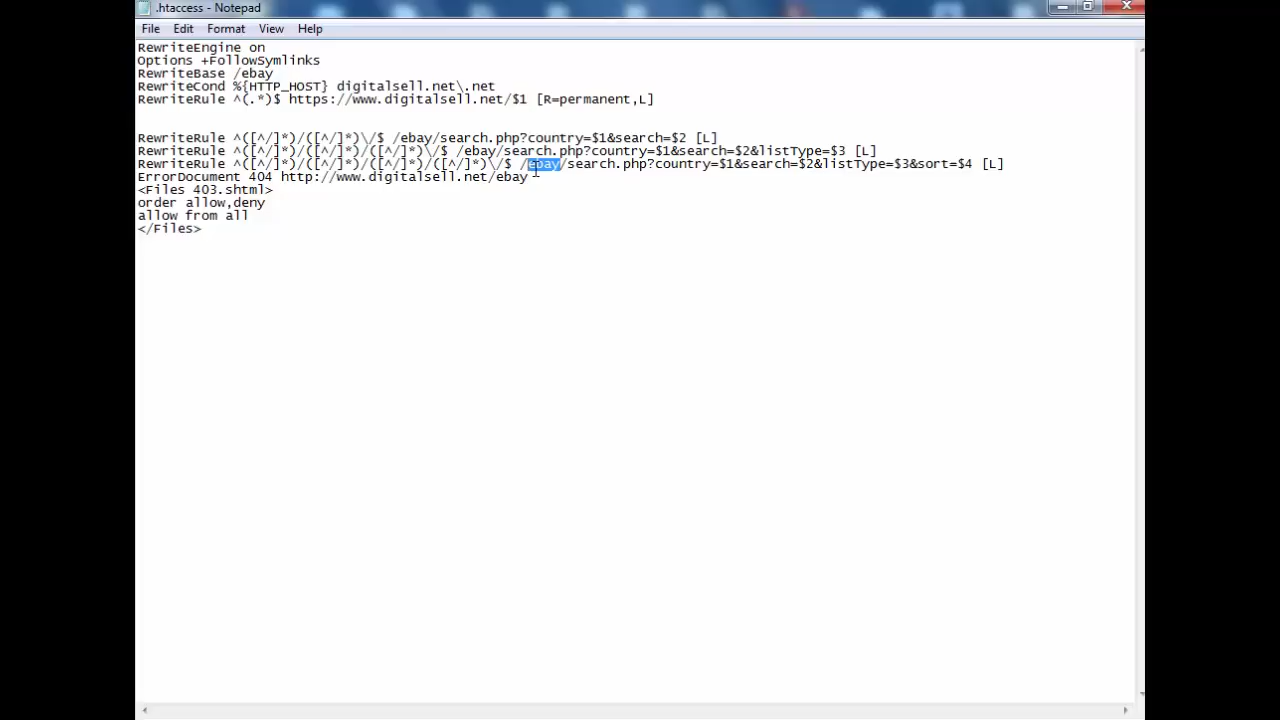 .htaccess - Notepad
File Edit Format View Help
RewriteEngine on
Options +FollowSymlinks
RewriteBase /ebay
RewriteCond %{HTTP_HOST} digitalsell.net\.net
RewriteRule ^(.*)$ https://www.digitalsell.net/$1 [R=permanent,L]
RewriteRule ^([^/]*)/([^/]*)\/$ /ebay/search.php?country=$1&search=$2 [L]
RewriteRule ^([^/]*)/([^/]*)/([^/]*)\/$ /ebay/search.php?country=$1&search=$2&listType=$3 [L]
RewriteRule ^([^/]*)/([^/]*)/([^/]*)/([^/]*)\/$ /ebay/search.php?country=$1&search=$2&listType=$3&sort=$4 [L]
ErrorDocument 404 http://www.digitalsell.net/ebay
<Files 403.shtml>
order allow,deny
allow from all
</Files>